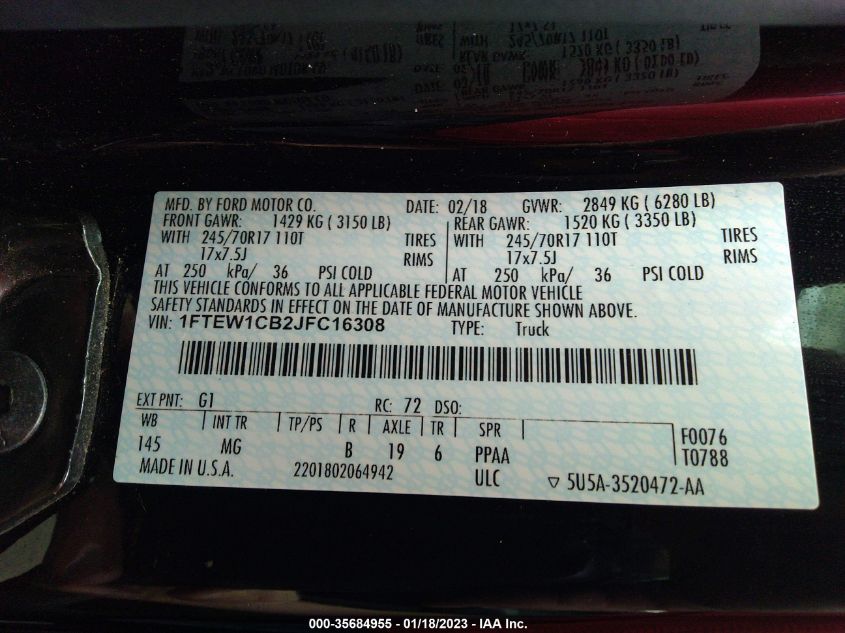 MFD. BY FORD MOTOR CO. DATE: 02/18 GVWR: 2849 KG ( 6280 LB)
FRONT GAWR: 1429 KG ( 3150 LB) REAR GAWR: 1520 KG ( 3350 LB)
WITH 245/70R17 110T TIRES WITH 245/70R17 110T TIRES
17x7.5J RIMS 17x7.5J RIMS
AT 250 kPa/ 36 PSI COLD AT 250 kPa/ 36 PSI COLD
THIS VEHICLE CONFORMS TO ALL APPLICABLE FEDERAL MOTOR VEHICLE
SAFETY STANDARDS IN EFFECT ON THE DATE OF MANUFACTURE SHOWN ABOVE.
VIN: 1FTEW1CB2JFC16308 TYPE: Truck
EXT PNT: G1 RC: 72 DSO:
WB INT TR TP/PS R AXLE TR SPR F0076
145 MG B 19 6 PPAA T0788
MADE IN U.S.A. 2201802064942 ULC ▽ 5U5A-3520472-AA
000-35684955 - 01/18/2023 - IAA Inc.